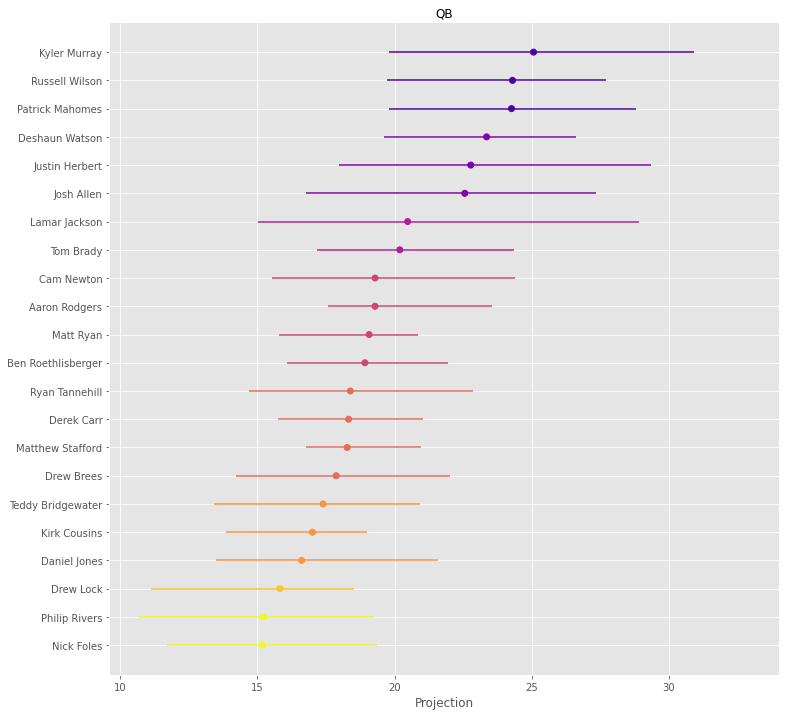 QB
Kyler Murray
Russell Wilson
Patrick Mahomes
Deshaun Watson
Justin Herbert
Josh Allen
Lamar Jackson
Tom Brady
Cam Newton
Aaron Rodgers
Matt Ryan
Ben Roethlisberger
Ryan Tannehill
Derek Carr
Matthew Stafford
Drew Brees
Teddy Bridgewater
Kirk Cousins
Daniel Jones
Drew Lock
Philip Rivers
Nick Foles
10 15 20 25 30
Projection